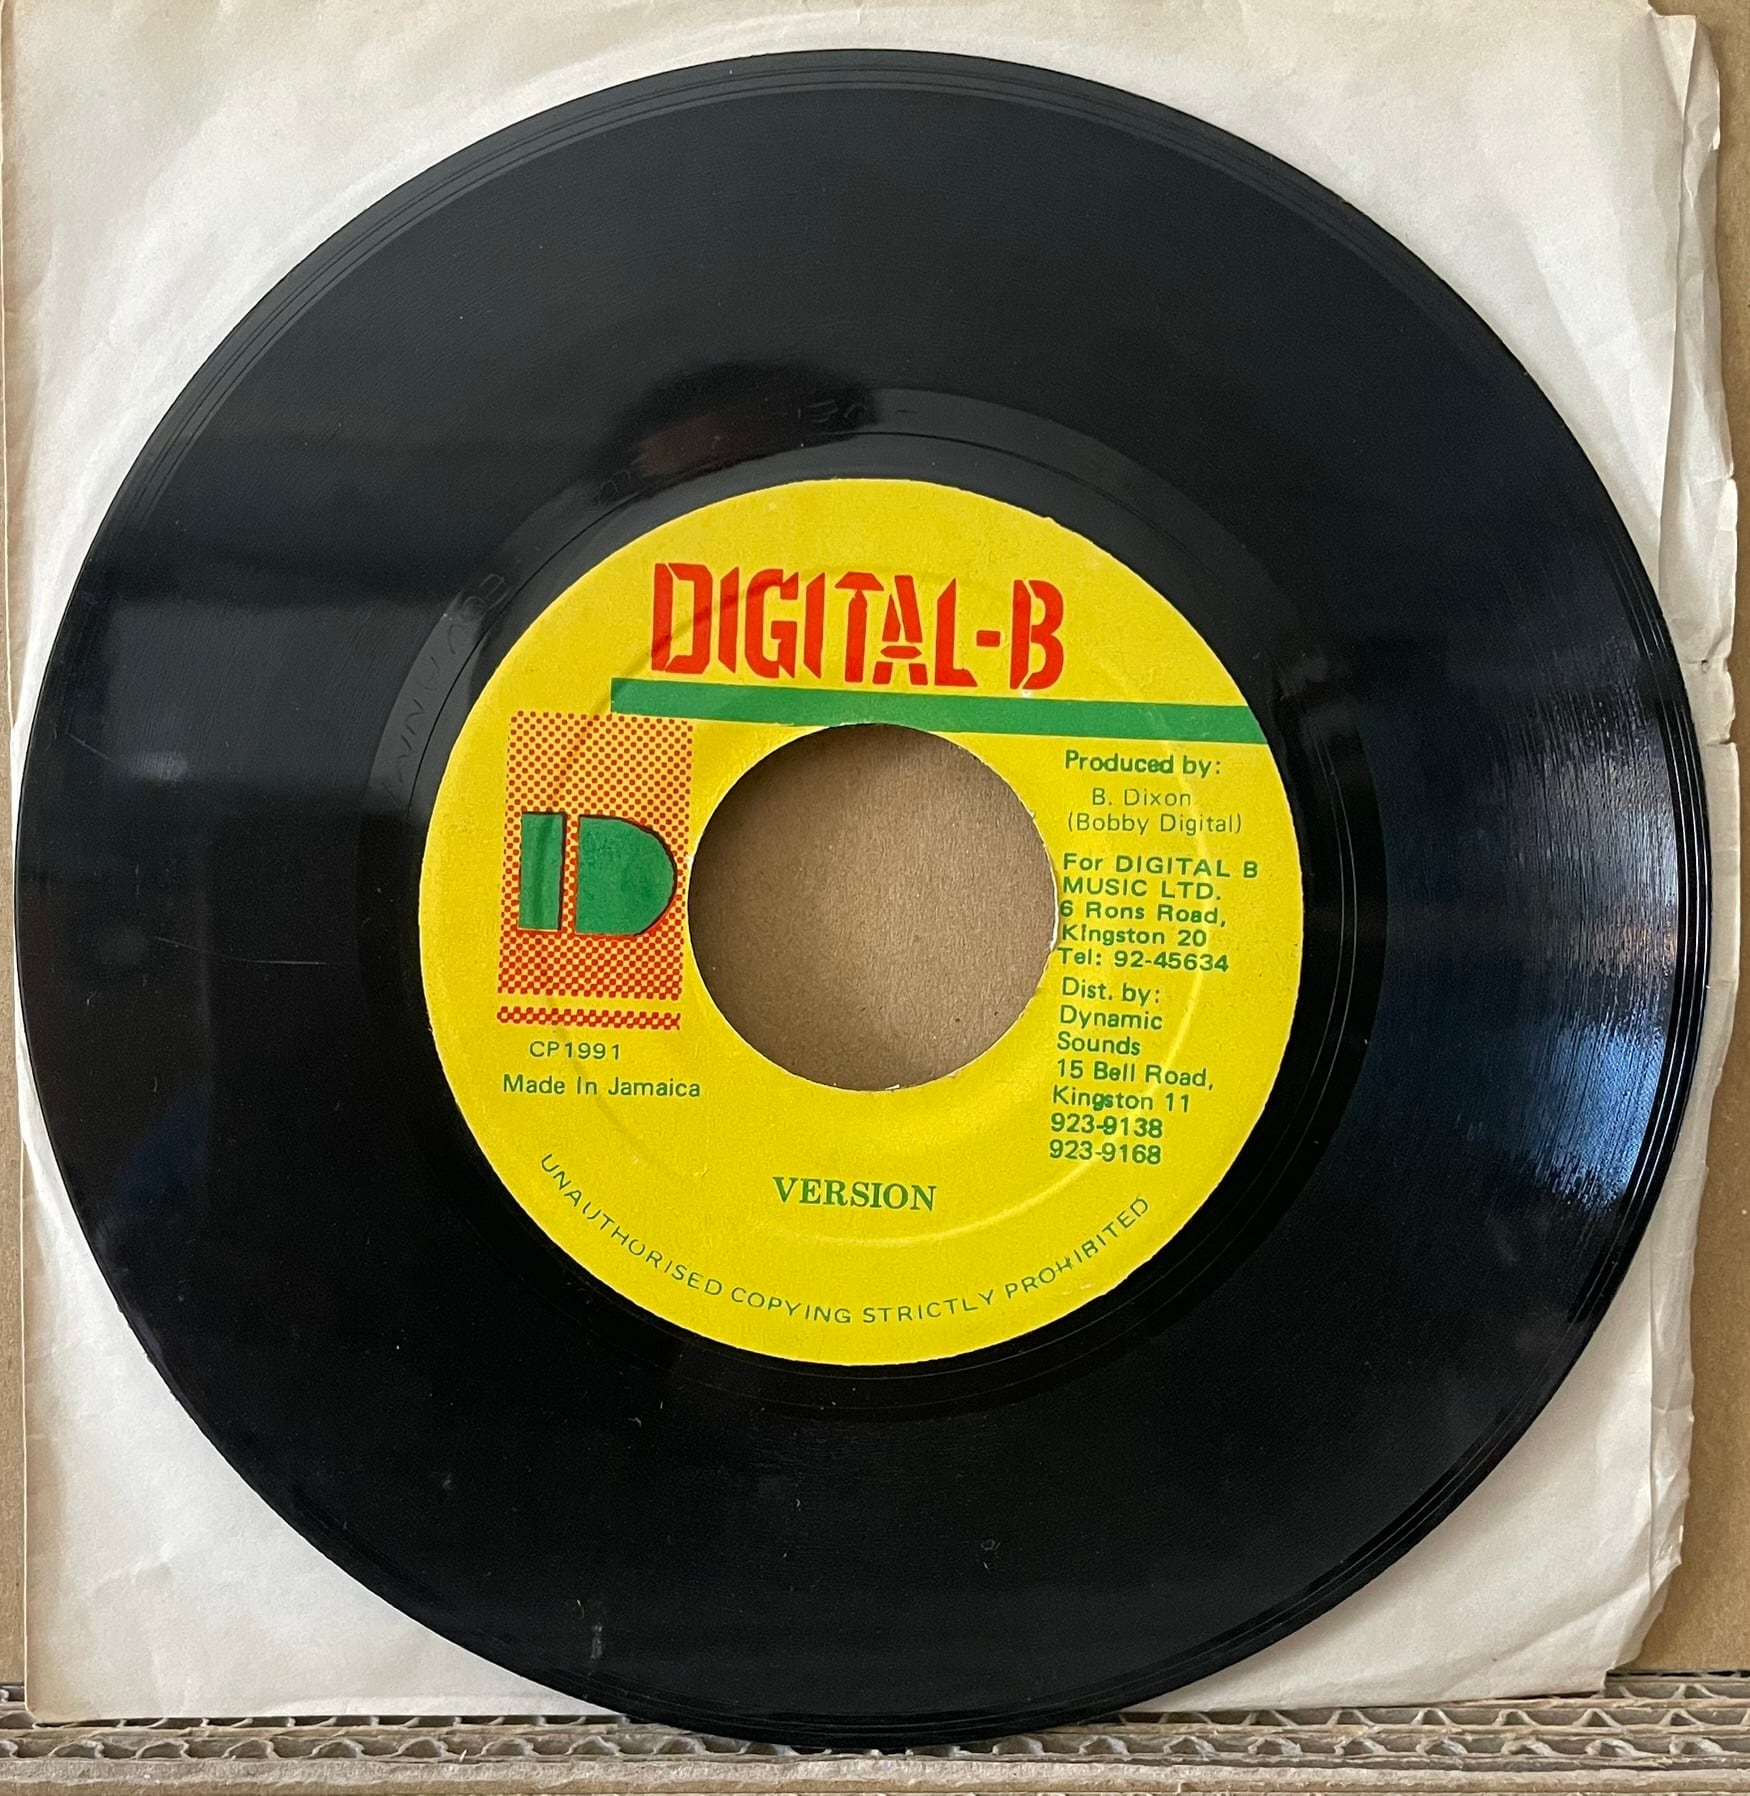 DIGITAL-B
Produced by:
B. Dixon
(Bobby Digital)
For DIGITAL B
MUSIC LTD.
6 Rons Road,
Kingston 20
Tel: 92-45634
Dist. by:
Dynamic
Sounds
15 Bell Road,
Kingston 11
923-9138
923-9168
D
CP1991
Made In Jamaica
VERSION
UNAUTHORISED COPYING STRICTLY PROHIBITED